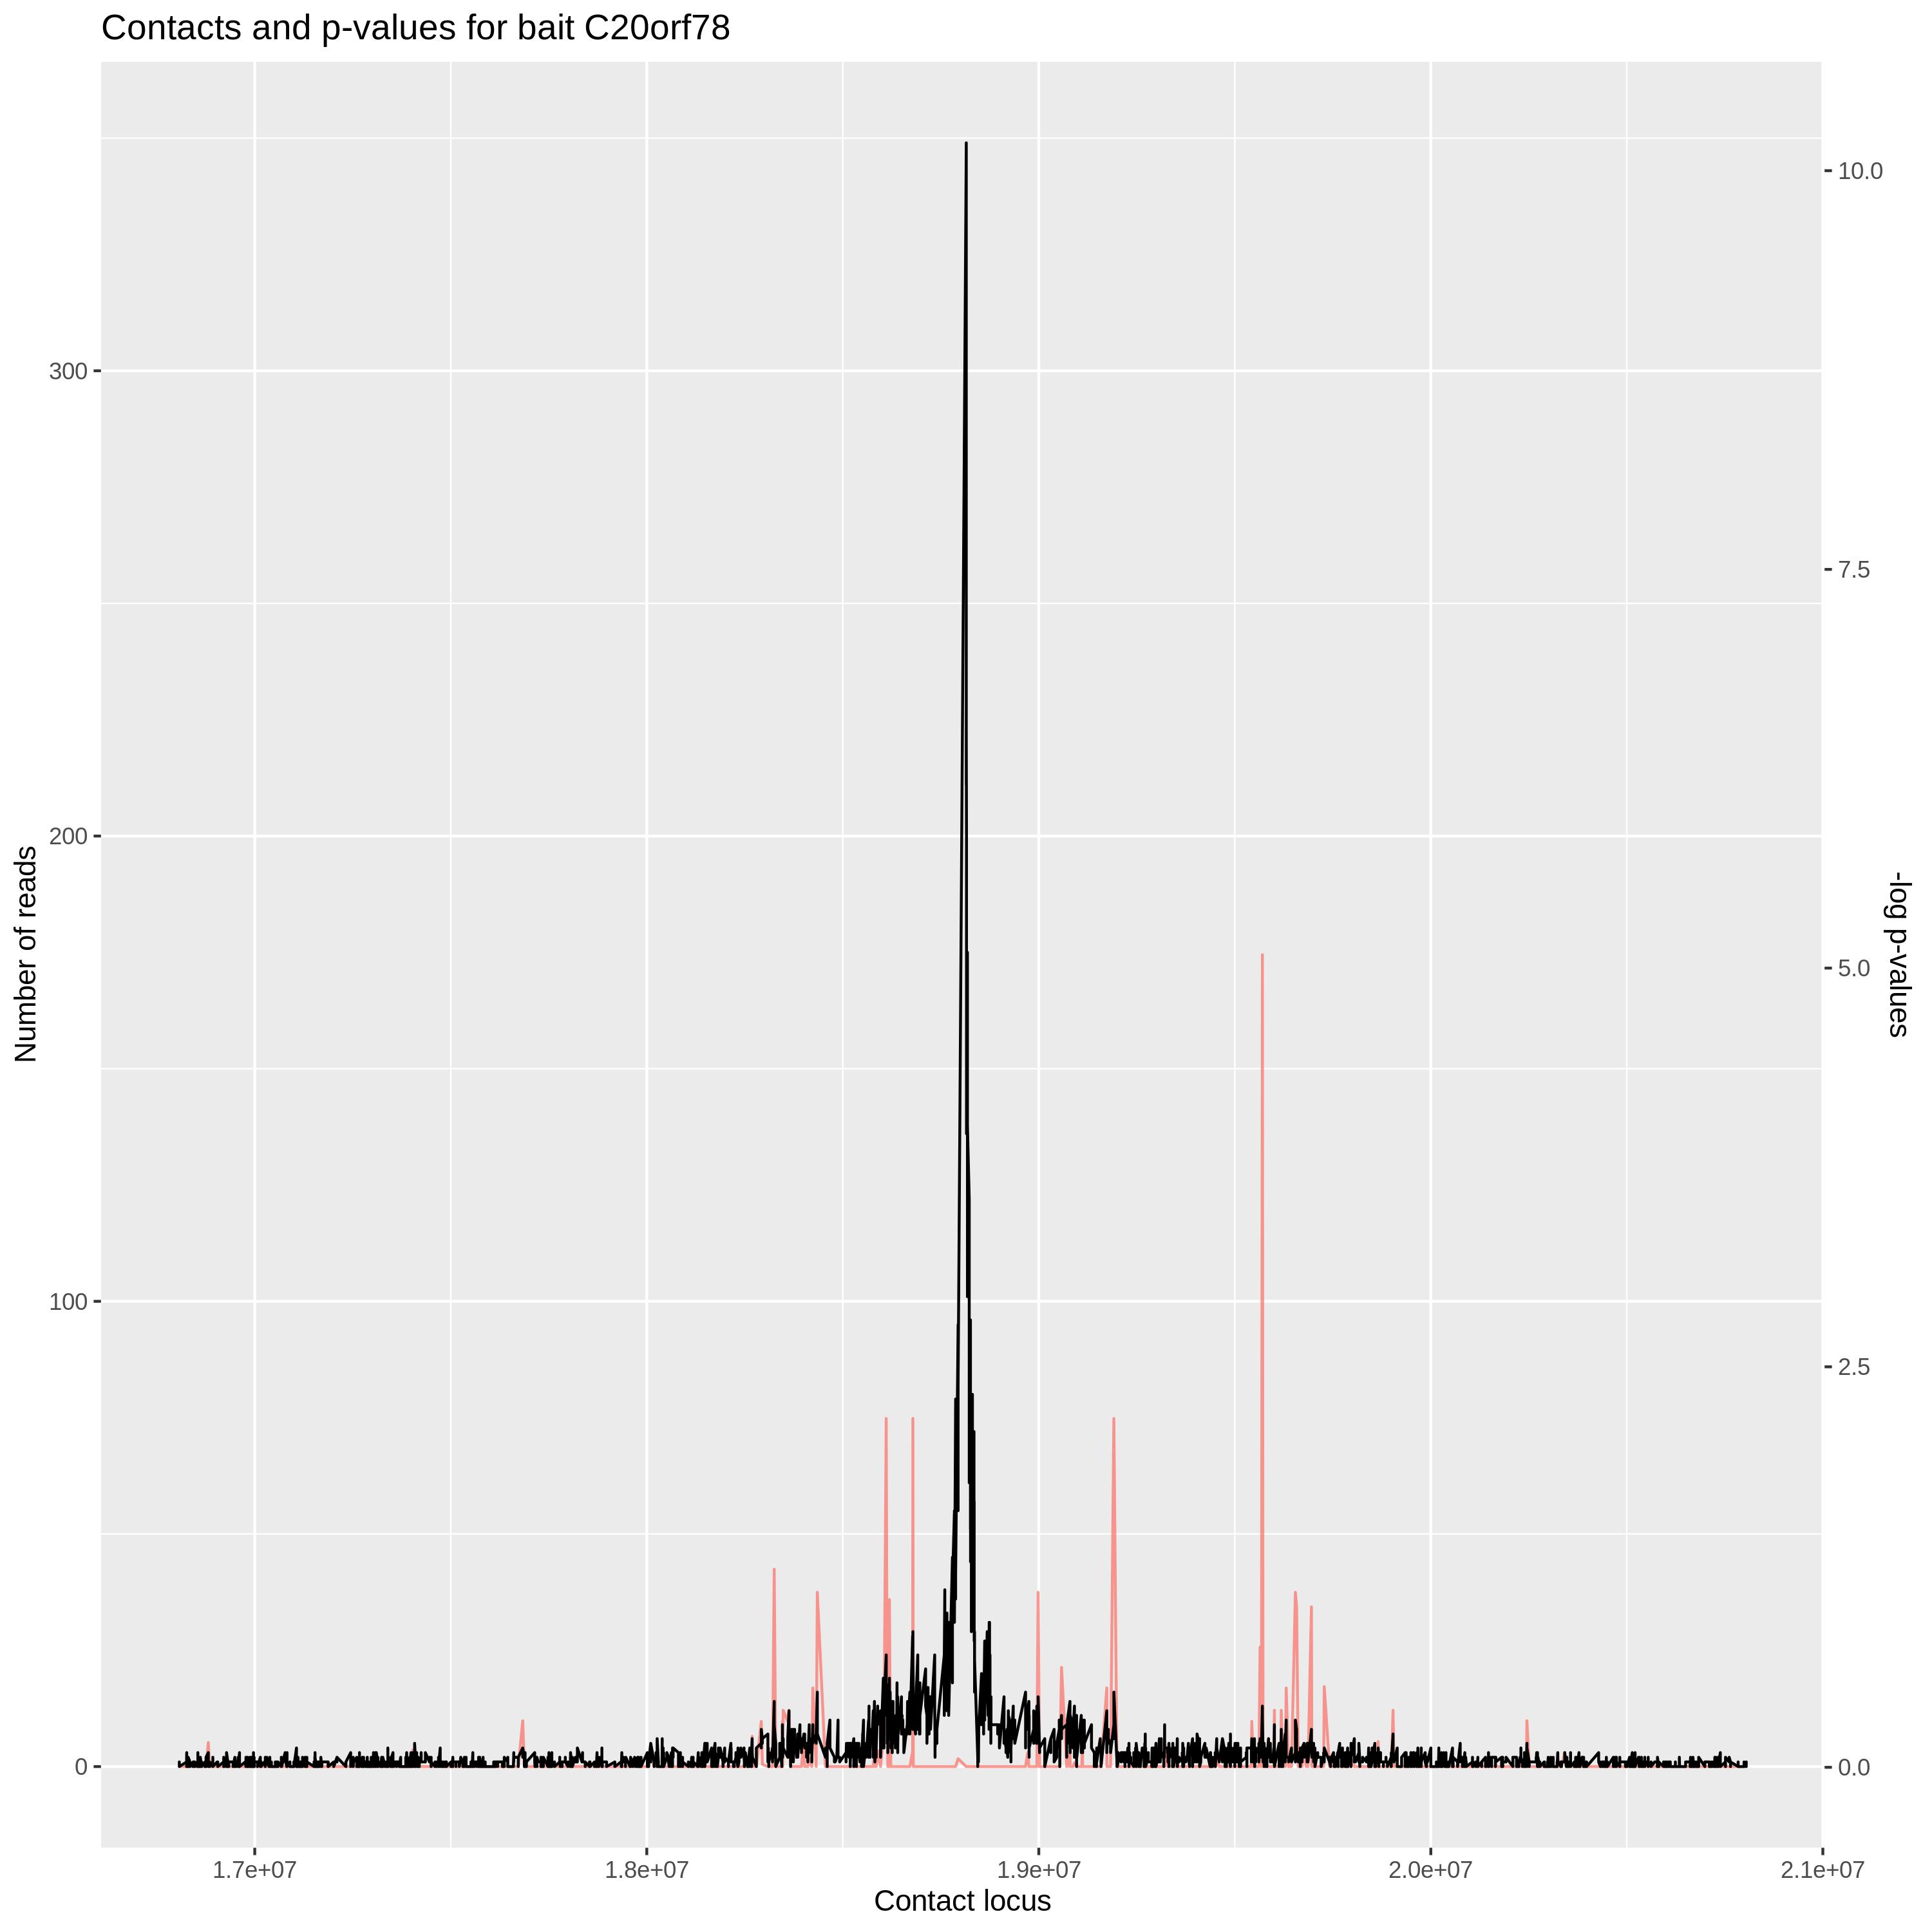 Contacts and p-values for bait C20orf78
Number of reads
300
200
100
0
10.0
7.5
5.0
2.5
0.0
-log p-values
1.7e+07 1.8e+07 1.9e+07 2.0e+07 2.1e+07
Contact locus